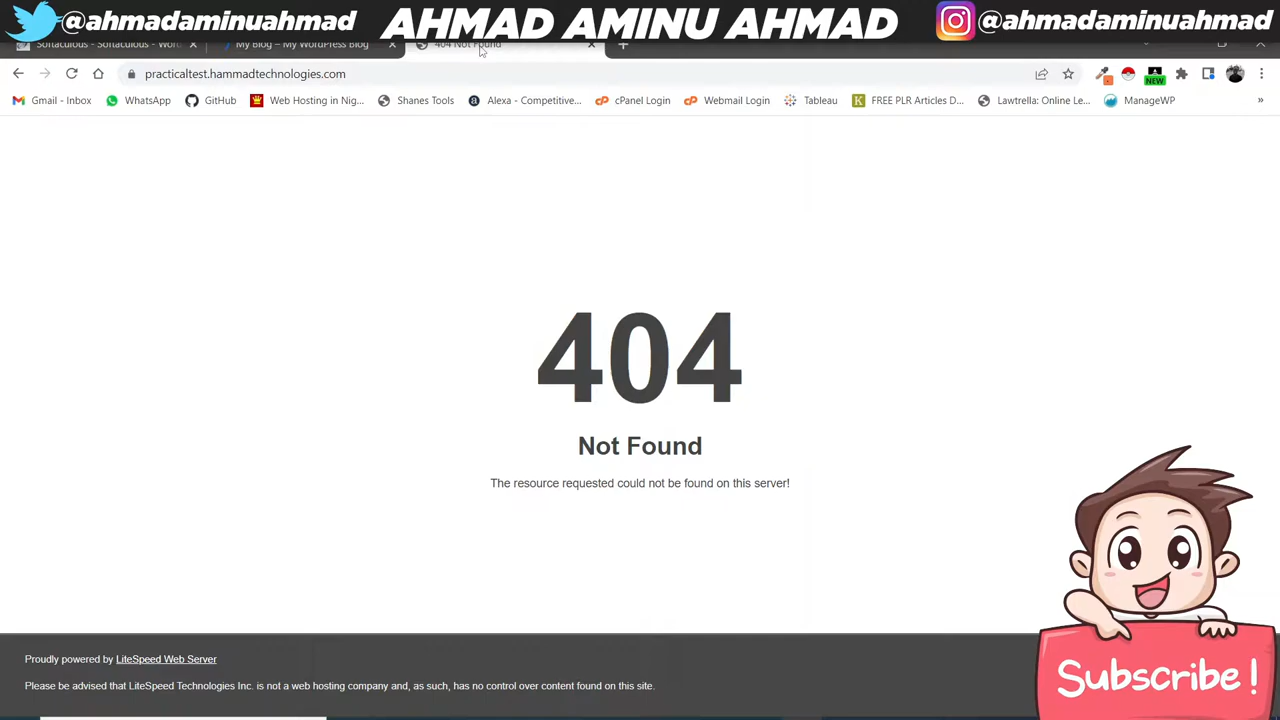 @ahmadaminuahmad AHMAD AMINU AHMAD @ahmadaminuahmad
Softaculous - Softaculous - Wor My Blog – My WordPress Blog 404 Not Found
practicaltest.hammadtechnologies.com
NEW
Gmail - Inbox WhatsApp GitHub Web Hosting in Nig... Shanes Tools Alexa - Competitive... cPanel Login Webmail Login Tableau FREE PLR Articles D... Lawtrella: Online Le... ManageWP
404
Not Found
The resource requested could not be found on this server!
Proudly powered by LiteSpeed Web Server
Please be advised that LiteSpeed Technologies Inc. is not a web hosting company and, as such, has no control over content found on this site.
Subscribe!